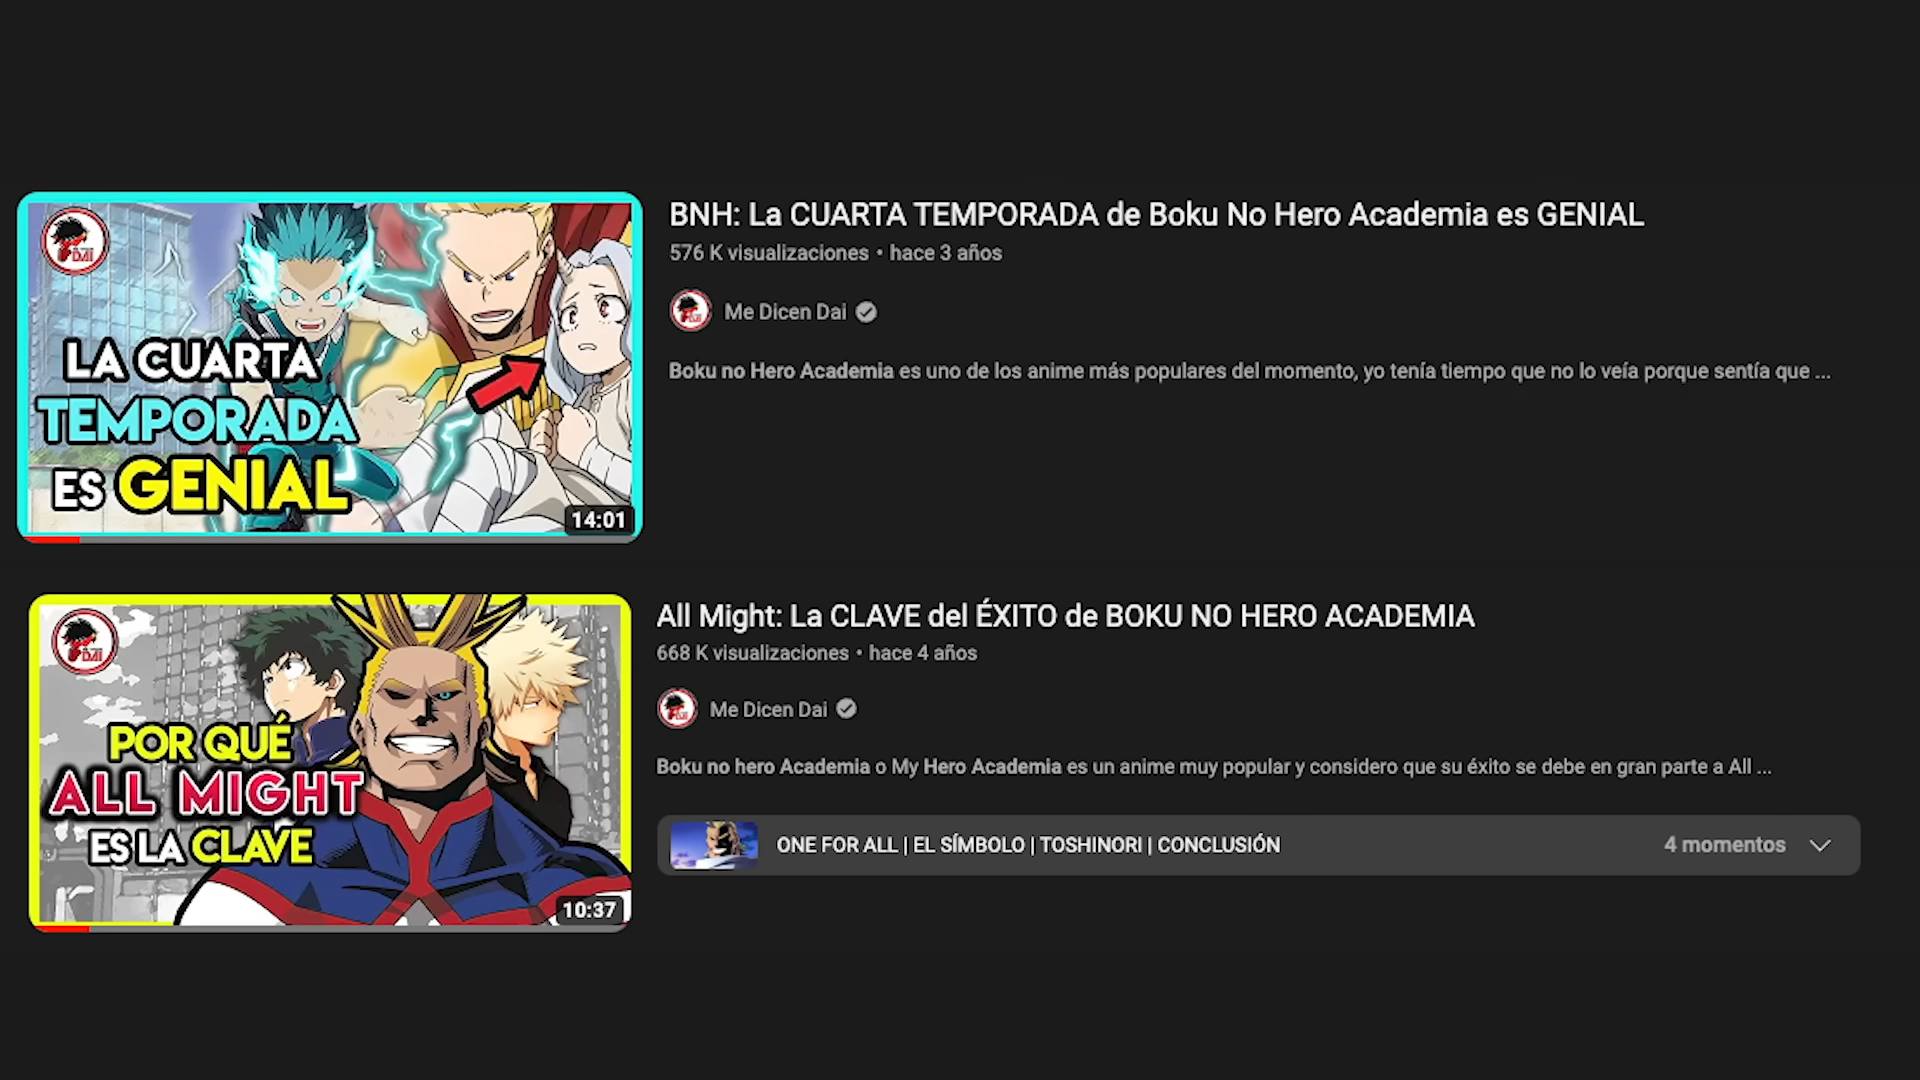 DAI
LA CUARTA
TEMPORADA
ES GENIAL
14:01
BNH: La CUARTA TEMPORADA de Boku No Hero Academia es GENIAL
576 K visualizaciones • hace 3 años
Me Dicen Dai
Boku no Hero Academia es uno de los anime más populares del momento, yo tenía tiempo que no lo veía porque sentía que ...
DAI
POR QUÉ
ALL MIGHT
ES LA CLAVE
10:37
All Might: La CLAVE del ÉXITO de BOKU NO HERO ACADEMIA
668 K visualizaciones • hace 4 años
Me Dicen Dai
Boku no hero Academia o My Hero Academia es un anime muy popular y considero que su éxito se debe en gran parte a All ...
ONE FOR ALL | EL SÍMBOLO | TOSHINORI | CONCLUSIÓN
4 momentos